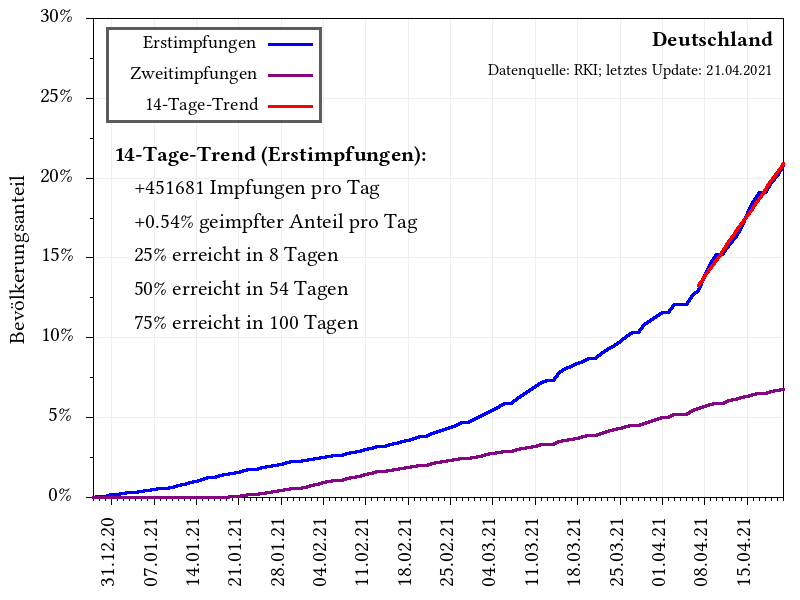 30%
25%
20%
15%
10%
5%
0%
Bevölkerungsanteil
Erstimpfungen
Zweitimpfungen
14-Tage-Trend
Deutschland
Datenquelle: RKI; letztes Update: 21.04.2021
14-Tage-Trend (Erstimpfungen):
+451681 Impfungen pro Tag
+0.54% geimpfter Anteil pro Tag
25% erreicht in 8 Tagen
50% erreicht in 54 Tagen
75% erreicht in 100 Tagen
31.12.20
07.01.21
14.01.21
21.01.21
28.01.21
04.02.21
11.02.21
18.02.21
25.02.21
04.03.21
11.03.21
18.03.21
25.03.21
01.04.21
08.04.21
15.04.21